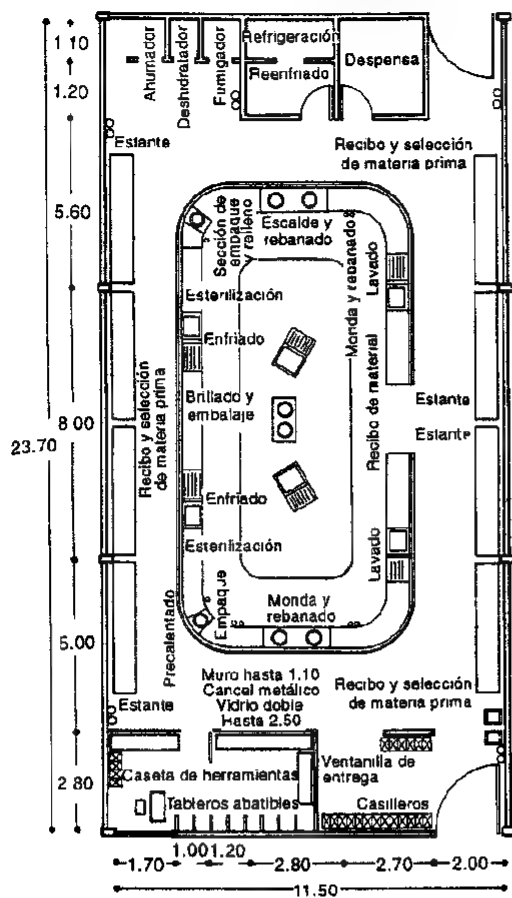 1.10
1.20
5.60
8.00
23.70
5.00
2.80
Ahumador
Deshidratador
Fumigador
Refrigeración
Reenfriado
Despensa
Estante
Recibo y selección
de materia prima
Sección de
empaque y
relleno
Escalde y
rebanado
Monda y rebanados
Lavado
Esterilización
Enfriado
Brillado y
embalaje
Recibo y selección
de materia prima
Recibo de material
Estante
Estante
Enfriado
Esterilización
Lavado
Precalentado
Empaque
Monda y
rebanado
Estante
Muro hasta 1.10
Cancel metálico
Vidrio doble
Hasta 2.50
Recibo y selección
de materia prima
Caseta de herramientas
Ventanilla de
entrega
Tableros abatibles
Casilleros
1.70
1.00
1.20
2.80
2.70
2.00
11.50